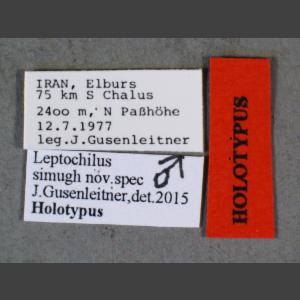 IRAN, Elburs
75 km S Chalus
24oo m,'N Paßhöhe
12.7.1977
leg.J.Gusenleitner
Leptochilus
simugh nov.spec ♂
J.Gusenleitner,det.2015
Holotypus
HOLOTYPUS